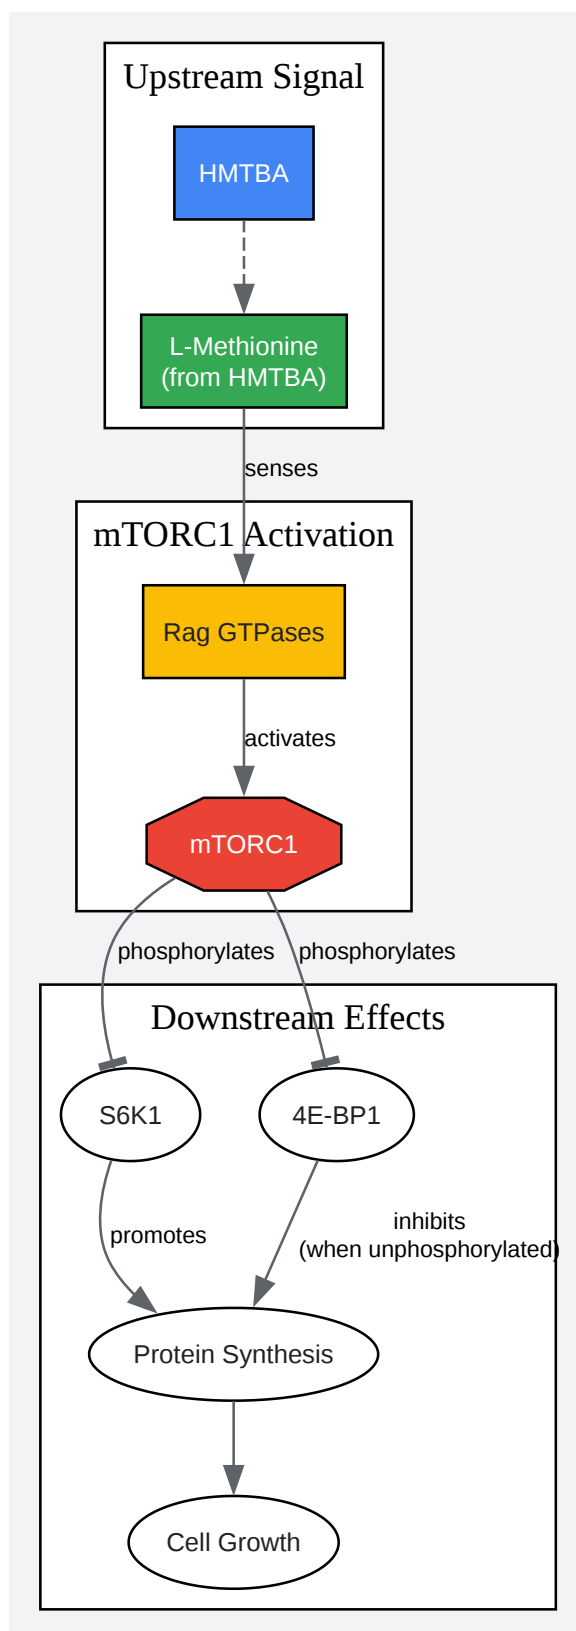 Upstream Signal
HMTBA
L-Methionine
(from HMTBA)
senses
mTORC1 Activation
Rag GTPases
activates
mTORC1
phosphorylates
phosphorylates
Downstream Effects
S6K1
4E-BP1
promotes
inhibits
(when unphosphorylated)
Protein Synthesis
Cell Growth